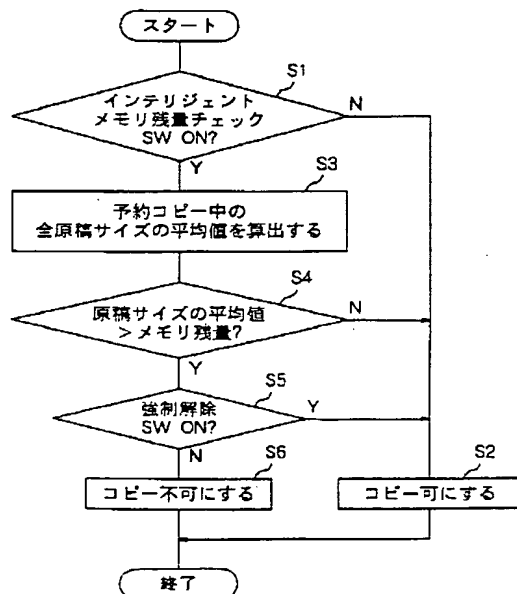 スタート
S1
インテリジェント
メモリ残量チェック
SW ON?
N
Y
S3
予約コピー中の
全原稿サイズの平均値を算出する
S4
原稿サイズの平均値
>メモリ残量?
N
Y
S5
強制解除
SW ON?
Y
N
S6
コピー不可にする
S2
コピー可にする
終了